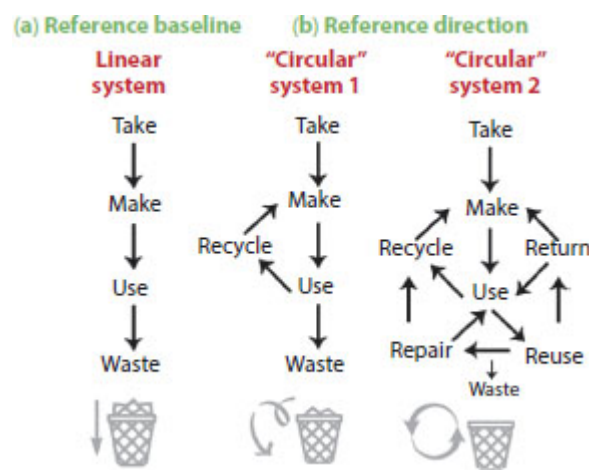 (a) Reference baseline
(b) Reference direction
Linear
system
“Circular”
system 1
“Circular”
system 2
Take
Make
Use
Waste
Take
Make
Recycle
Use
Waste
Take
Make
Recycle
Return
Use
Repair
Reuse
Waste